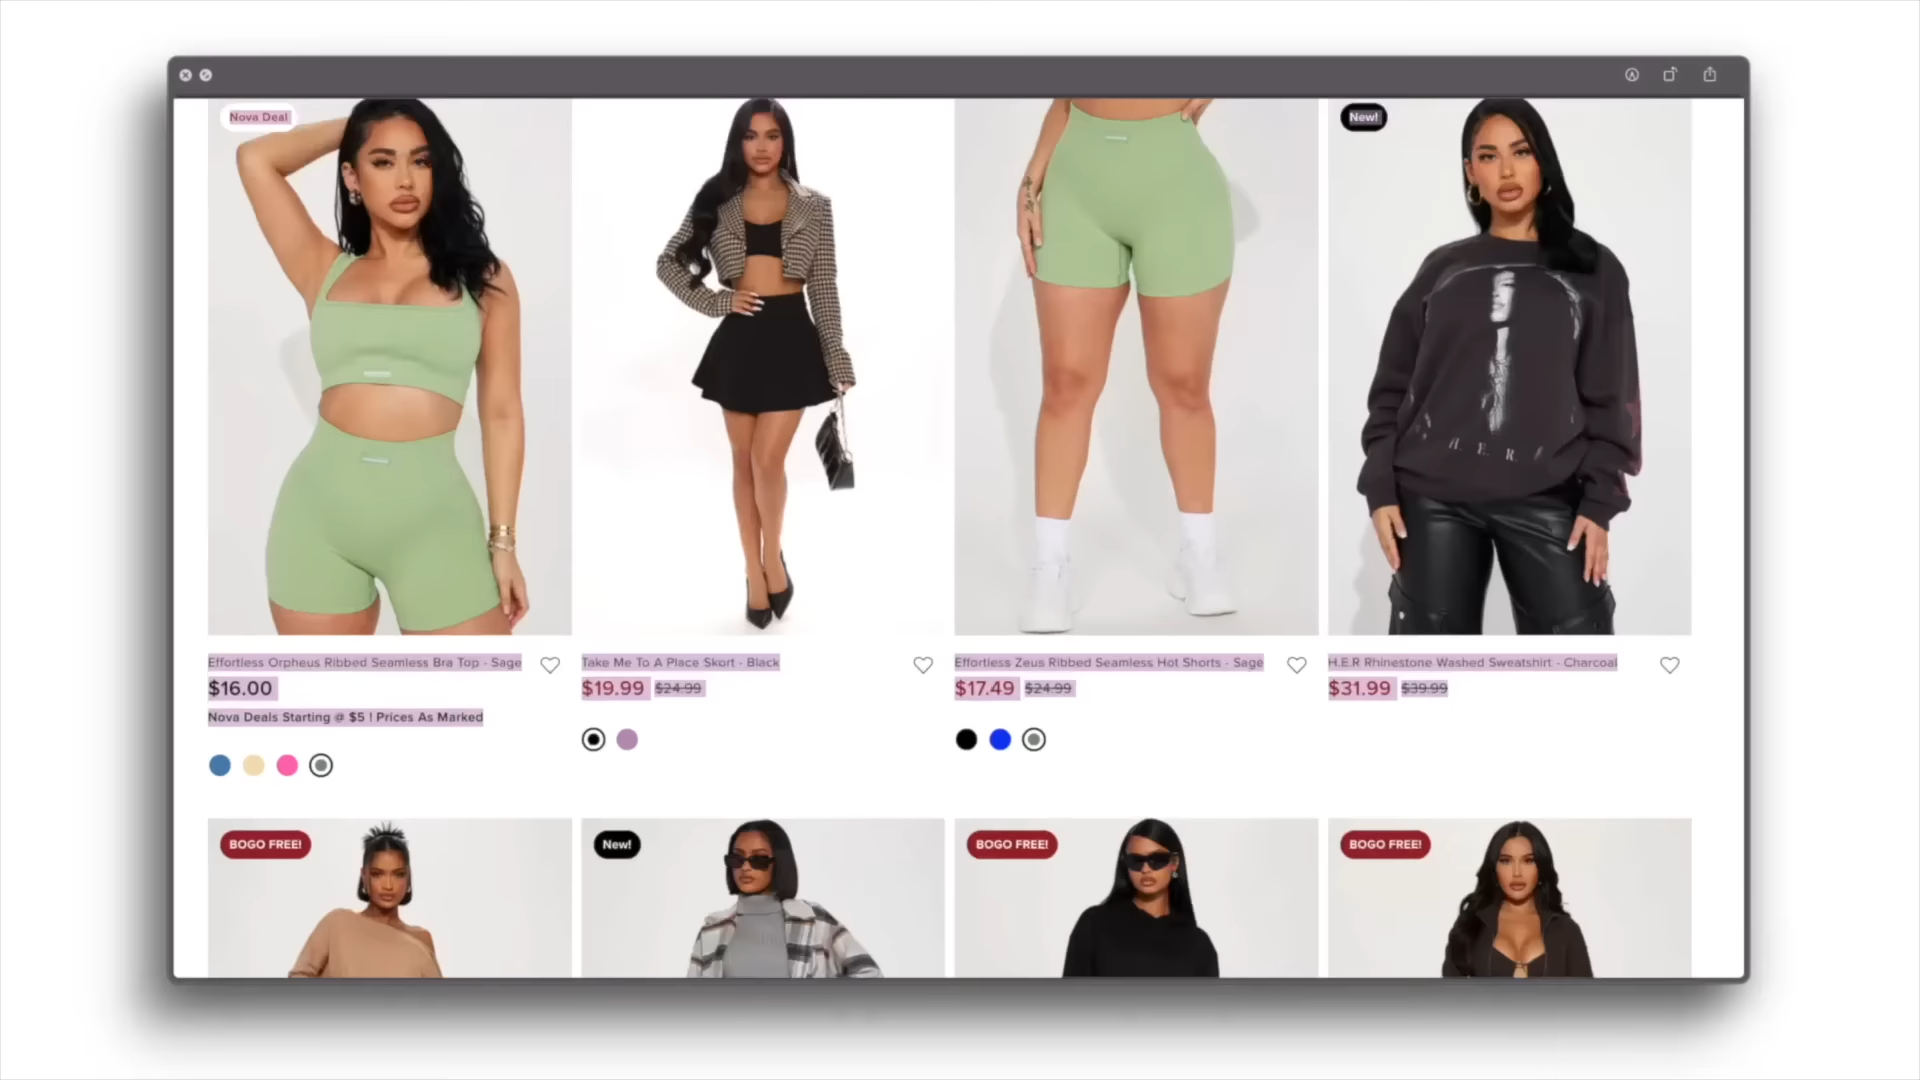 Nova Deal
New!
H. E. R.
Effortless Orpheus Ribbed Seamless Bra Top - Sage
$16.00
Nova Deals Starting @ $5 ! Prices As Marked
Take Me To A Place Skort - Black
$19.99 $24.99
Effortless Zeus Ribbed Seamless Hot Shorts - Sage
$17.49 $24.99
H.E.R Rhinestone Washed Sweatshirt - Charcoal
$31.99 $39.99
BOGO FREE!
New!
BOGO FREE!
BOGO FREE!